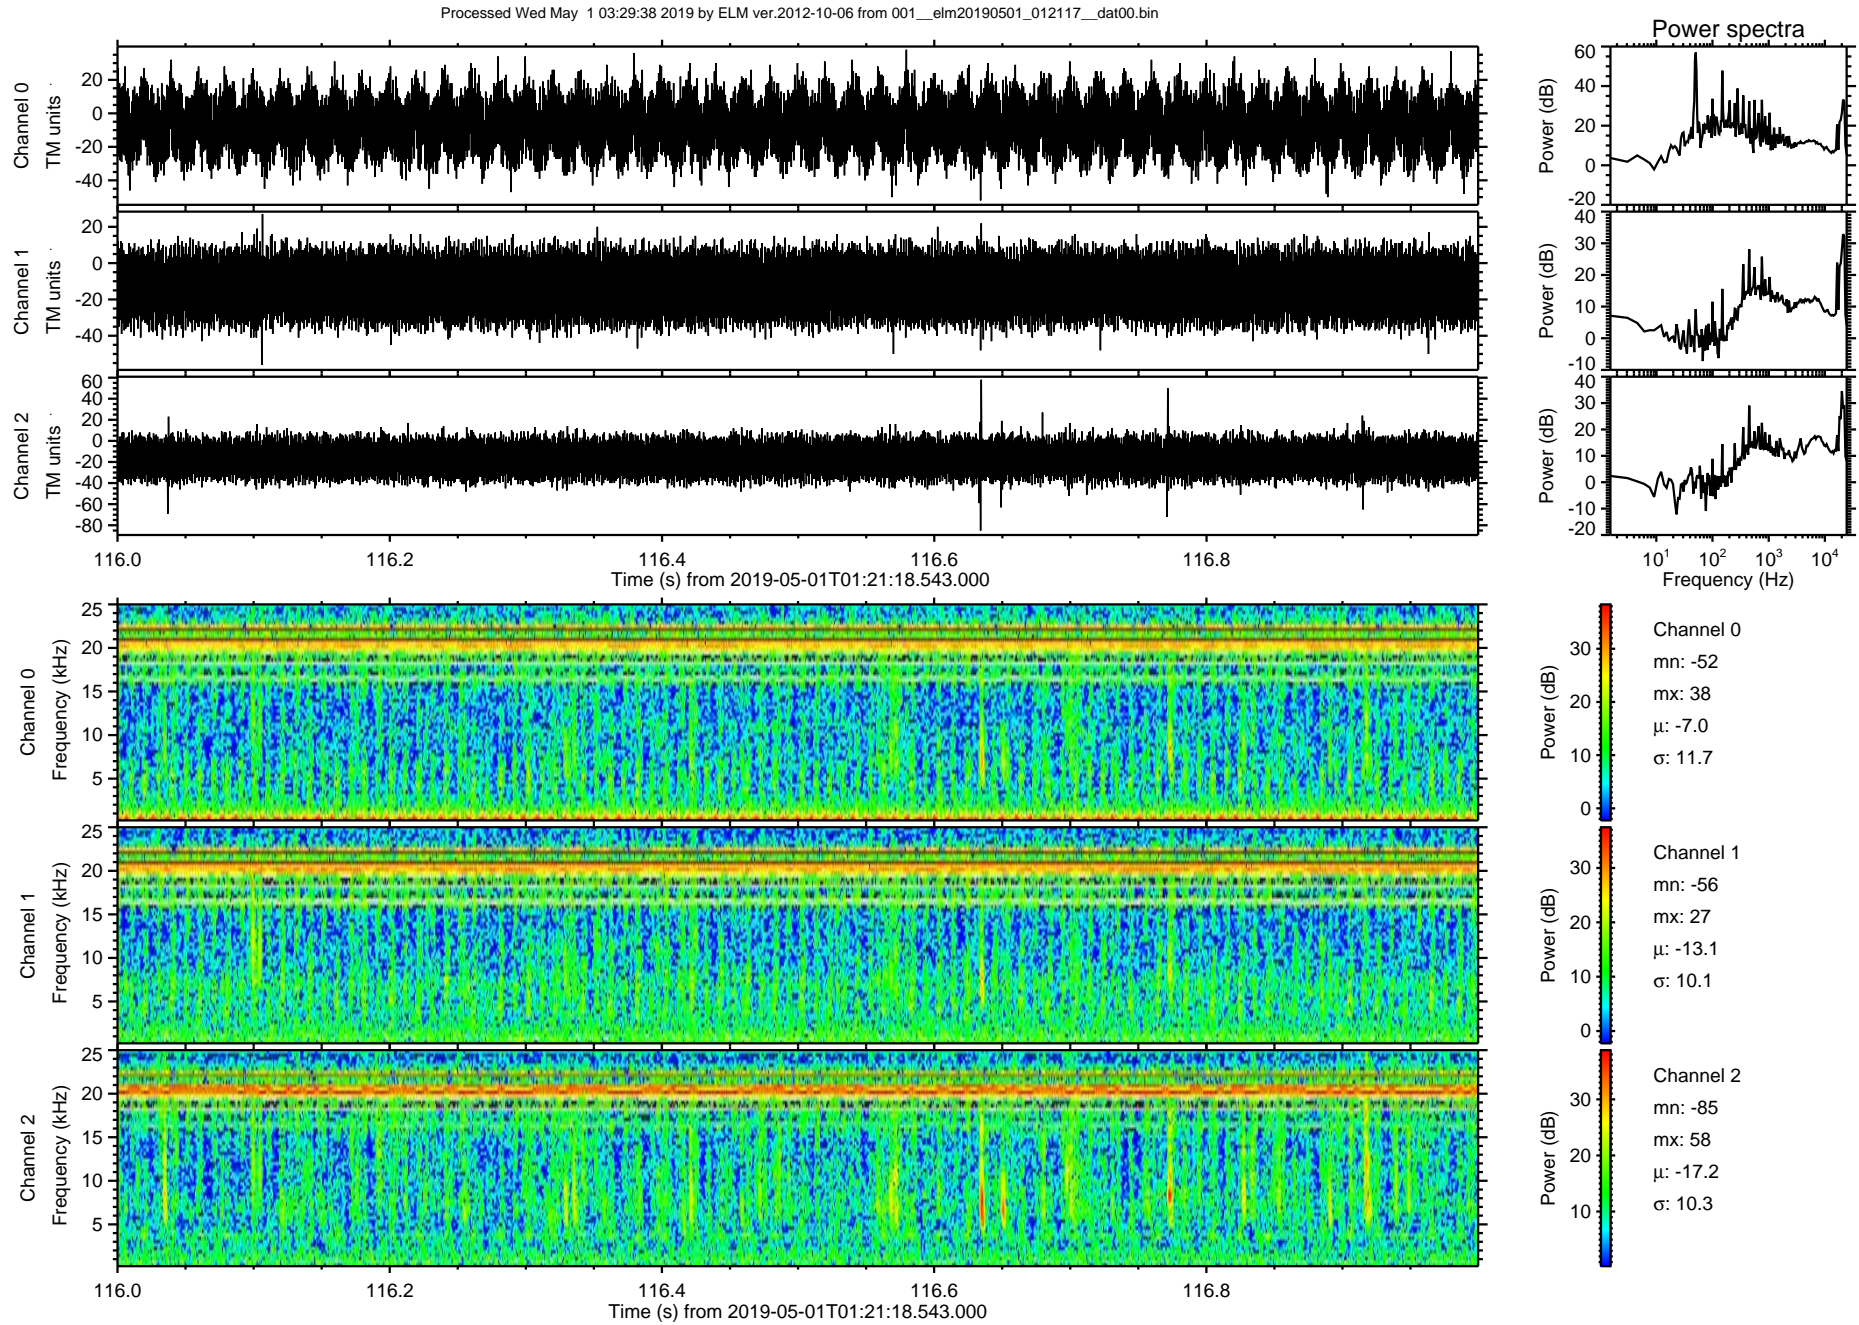 Processed Wed May  1 03:29:38 2019 by ELM ver.2012-10-06 from 001__elm20190501_012117__dat00.bin
Power spectra
Channel 0
TM units
20
0
-20
-40
Power (dB)
60
40
20
0
-20
Channel 1
TM units
20
0
-20
-40
Power (dB)
40
30
20
10
0
-10
Channel 2
TM units
60
40
20
0
-20
-40
-60
-80
Power (dB)
40
30
20
10
0
-10
-20
116.0 116.2 116.4 116.6 116.8
Time (s) from 2019-05-01T01:21:18.543.000
10^1 10^2 10^3 10^4
Frequency (Hz)
Channel 0
Frequency (kHz)
25
20
15
10
5
Power (dB)
30
20
10
0
Channel 0
mn: -52
mx: 38
μ: -7.0
σ: 11.7
Channel 1
Frequency (kHz)
25
20
15
10
5
Power (dB)
30
20
10
0
Channel 1
mn: -56
mx: 27
μ: -13.1
σ: 10.1
Channel 2
Frequency (kHz)
25
20
15
10
5
Power (dB)
30
20
10
Channel 2
mn: -85
mx: 58
μ: -17.2
σ: 10.3
116.0 116.2 116.4 116.6 116.8
Time (s) from 2019-05-01T01:21:18.543.000